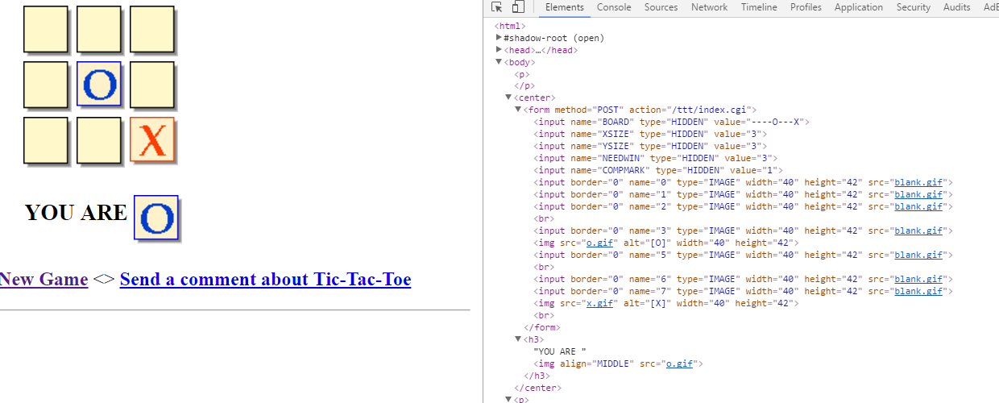 O
X
YOU ARE O
New Game <> Send a comment about Tic-Tac-Toe
Elements Console Sources Network Timeline Profiles Application Security Audits AdB
<html>
▶#shadow-root (open)
▶<head>…</head>
▼<body>
<p>
</p>
▼<center>
▼<form method="POST" action="/ttt/index.cgi">
<input name="BOARD" type="HIDDEN" value="----O---X">
<input name="XSIZE" type="HIDDEN" value="3">
<input name="YSIZE" type="HIDDEN" value="3">
<input name="NEEDWIN" type="HIDDEN" value="3">
<input name="COMPMARK" type="HIDDEN" value="1">
<input border="0" name="0" type="IMAGE" width="40" height="42" src="blank.gif">
<input border="0" name="1" type="IMAGE" width="40" height="42" src="blank.gif">
<input border="0" name="2" type="IMAGE" width="40" height="42" src="blank.gif">
<br>
<input border="0" name="3" type="IMAGE" width="40" height="42" src="blank.gif">
<img src="o.gif" alt="[O]" width="40" height="42">
<input border="0" name="5" type="IMAGE" width="40" height="42" src="blank.gif">
<br>
<input border="0" name="6" type="IMAGE" width="40" height="42" src="blank.gif">
<input border="0" name="7" type="IMAGE" width="40" height="42" src="blank.gif">
<img src="x.gif" alt="[X]" width="40" height="42">
<br>
</form>
▼<h3>
"YOU ARE "
<img align="MIDDLE" src="o.gif">
</h3>
</center>
▼<p>